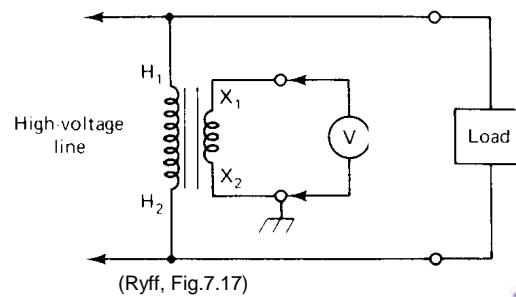 H1
X1
High-voltage
line
V
Load
X2
H2
(Ryff, Fig.7.17)